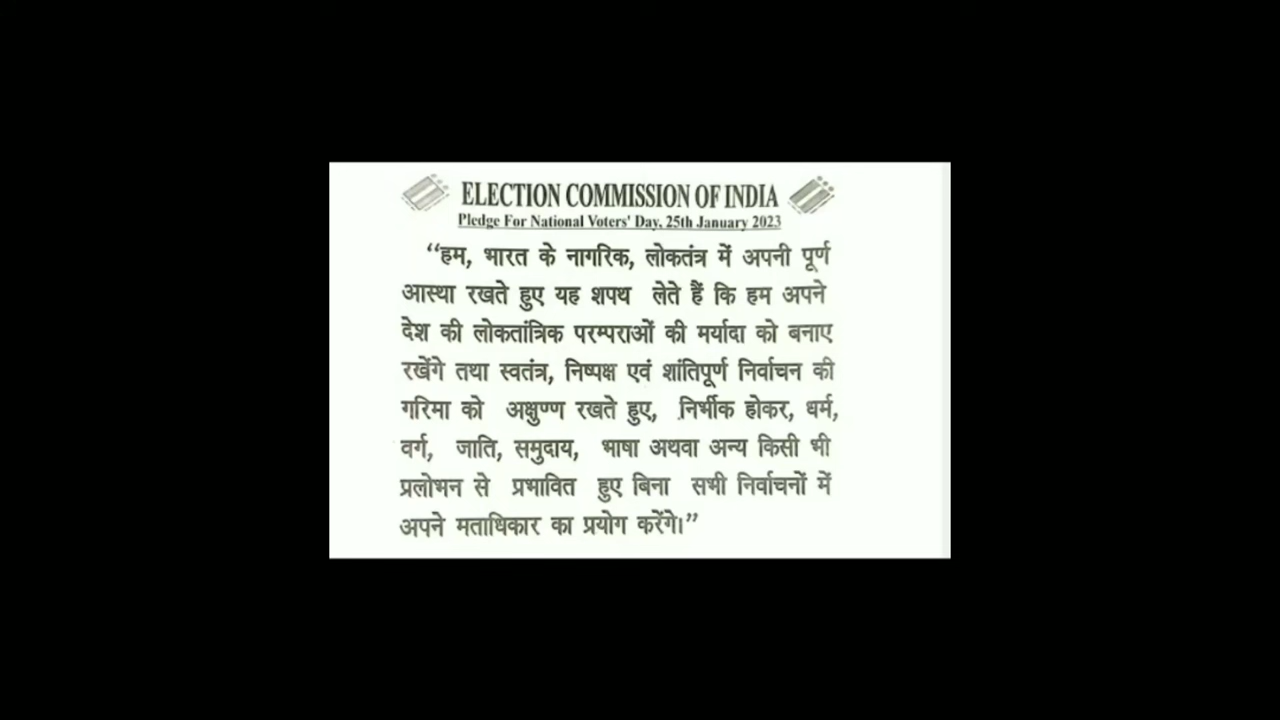 ELECTION COMMISSION OF INDIA
Pledge For National Voters' Day, 25th January 2023
“हम, भारत के नागरिक, लोकतंत्र में अपनी पूर्ण
आस्था रखते हुए यह शपथ लेते हैं कि हम अपने
देश की लोकतांत्रिक परम्पराओं की मर्यादा को बनाए
रखेंगे तथा स्वतंत्र, निष्पक्ष एवं शांतिपूर्ण निर्वाचन की
गरिमा को अक्षुण्ण रखते हुए, निर्भीक होकर, धर्म,
वर्ग, जाति, समुदाय, भाषा अथवा अन्य किसी भी
प्रलोभन से प्रभावित हुए बिना सभी निर्वाचनों में
अपने मताधिकार का प्रयोग करेंगे।”